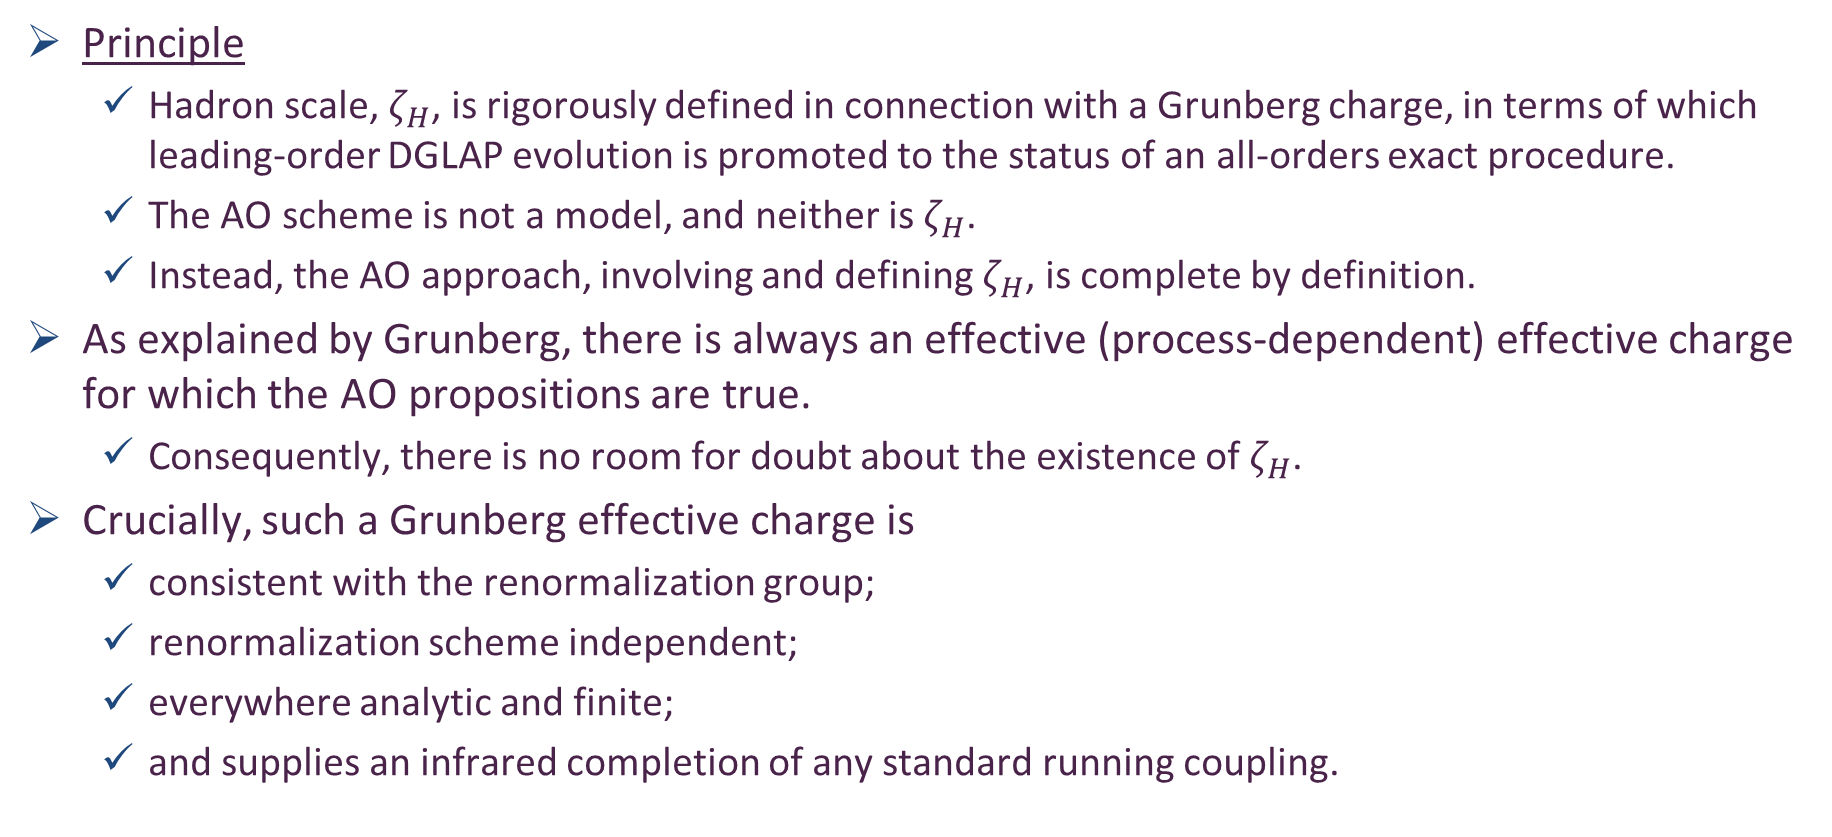 ➢ Principle
✓ Hadron scale, ζ_H, is rigorously defined in connection with a Grunberg charge, in terms of which
leading-order DGLAP evolution is promoted to the status of an all-orders exact procedure.
✓ The AO scheme is not a model, and neither is ζ_H.
✓ Instead, the AO approach, involving and defining ζ_H, is complete by definition.
➢ As explained by Grunberg, there is always an effective (process-dependent) effective charge
for which the AO propositions are true.
✓ Consequently, there is no room for doubt about the existence of ζ_H.
➢ Crucially, such a Grunberg effective charge is
✓ consistent with the renormalization group;
✓ renormalization scheme independent;
✓ everywhere analytic and finite;
✓ and supplies an infrared completion of any standard running coupling.